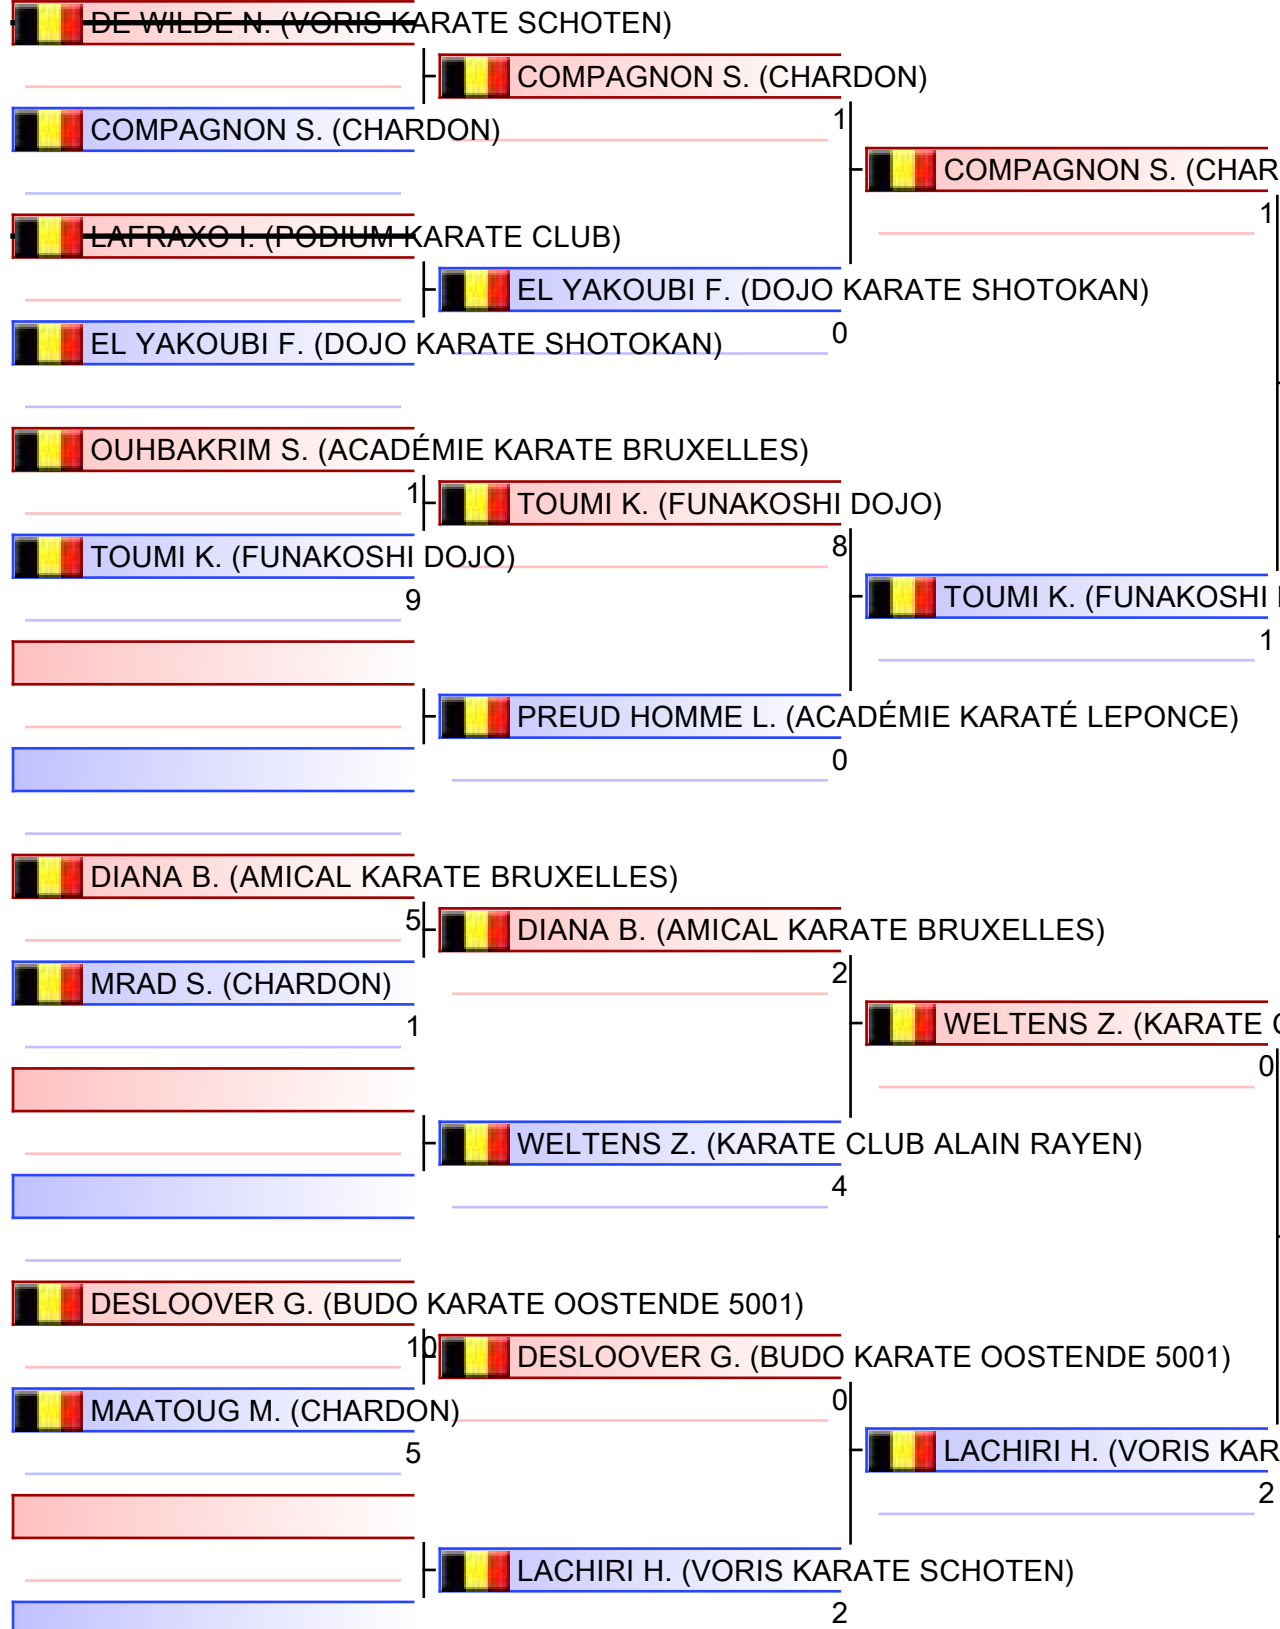 DE WILDE N. (VORIS KARATE SCHOTEN)
COMPAGNON S. (CHARDON)
1
COMPAGNON S. (CHARDON)
COMPAGNON S. (CHAR
1
LAFRAXO I. (PODIUM KARATE CLUB)
EL YAKOUBI F. (DOJO KARATE SHOTOKAN)
0
EL YAKOUBI F. (DOJO KARATE SHOTOKAN)
OUHBAKRIM S. (ACADÉMIE KARATE BRUXELLES)
1
TOUMI K. (FUNAKOSHI DOJO)
8
TOUMI K. (FUNAKOSHI DOJO)
9
TOUMI K. (FUNAKOSHI
1
PREUD HOMME L. (ACADÉMIE KARATÉ LEPONCE)
0
DIANA B. (AMICAL KARATE BRUXELLES)
5
DIANA B. (AMICAL KARATE BRUXELLES)
2
MRAD S. (CHARDON)
1
WELTENS Z. (KARATE
0
WELTENS Z. (KARATE CLUB ALAIN RAYEN)
4
DESLOOVER G. (BUDO KARATE OOSTENDE 5001)
10
DESLOOVER G. (BUDO KARATE OOSTENDE 5001)
0
MAATOUG M. (CHARDON)
5
LACHIRI H. (VORIS KAR
2
LACHIRI H. (VORIS KARATE SCHOTEN)
2